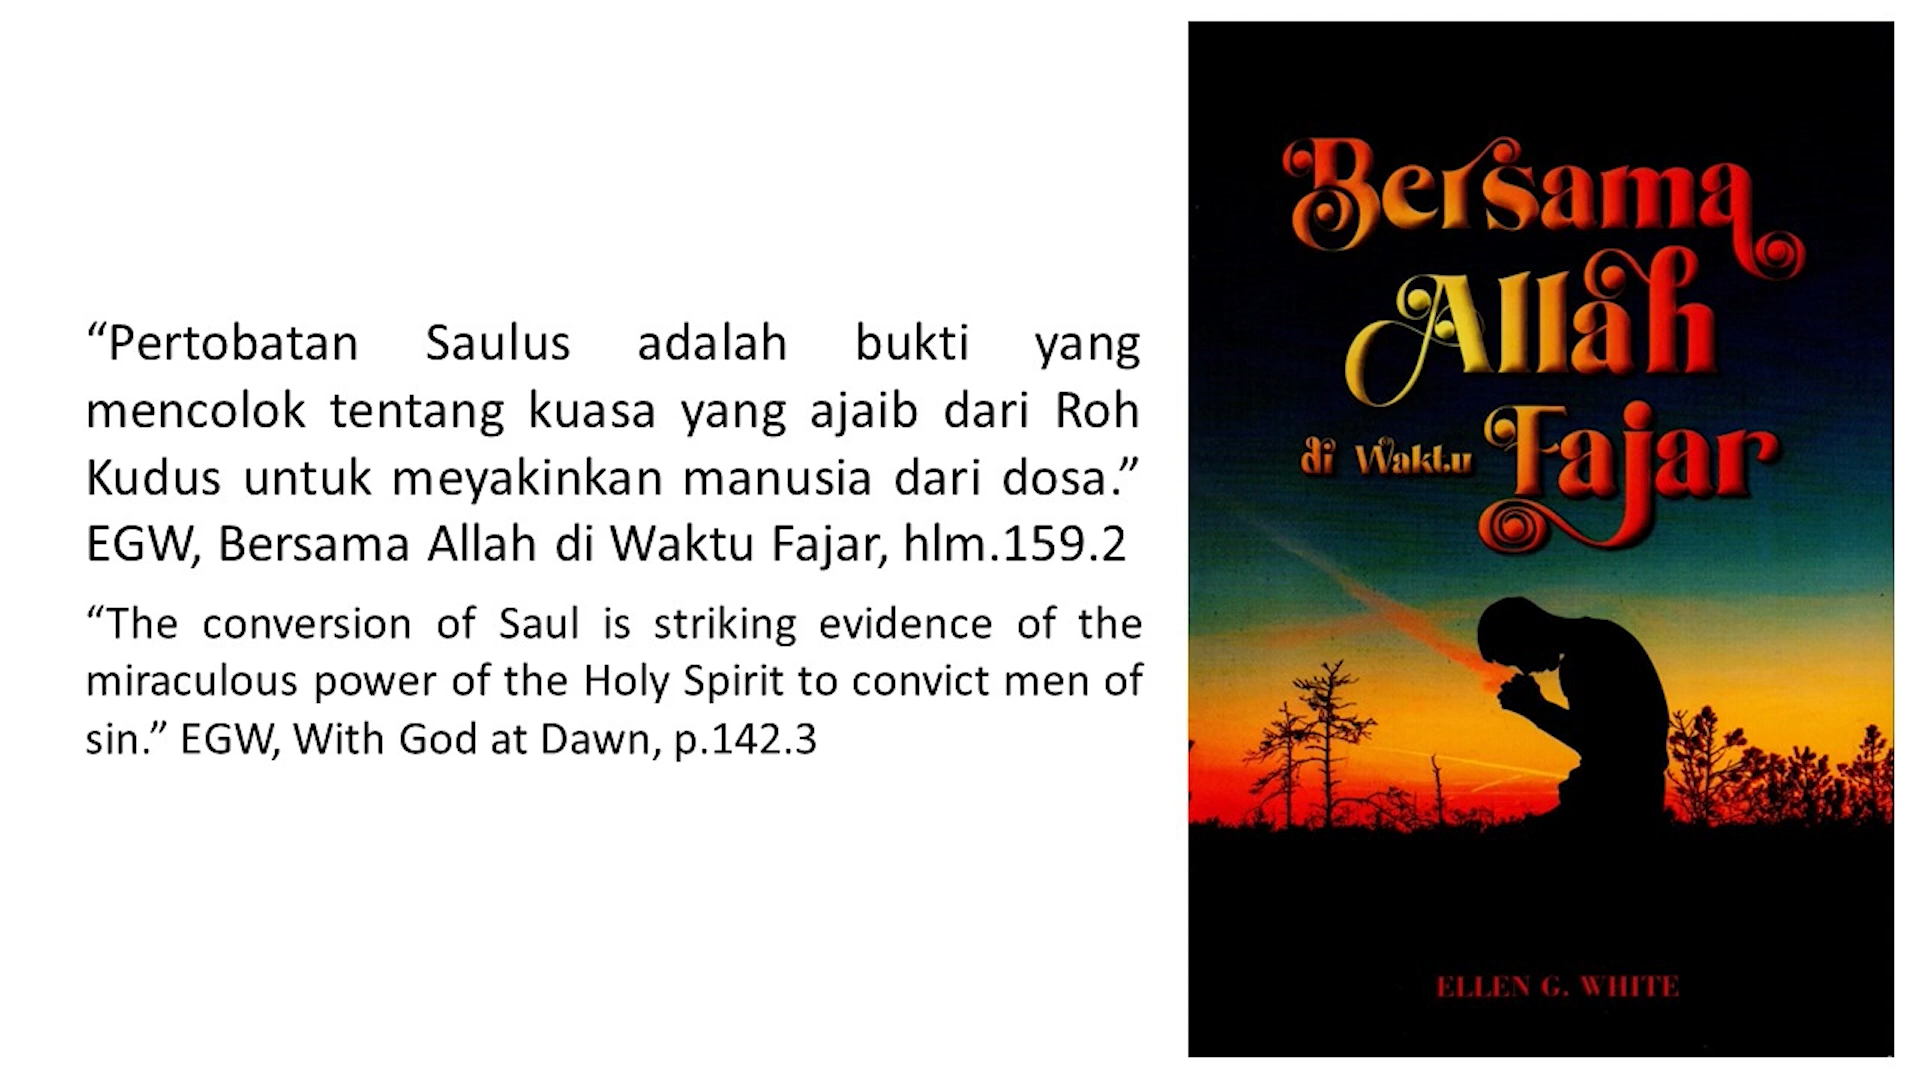 “Pertobatan Saulus adalah bukti yang
mencolok tentang kuasa yang ajaib dari Roh
Kudus untuk meyakinkan manusia dari dosa.”
EGW, Bersama Allah di Waktu Fajar, hlm.159.2
“The conversion of Saul is striking evidence of the
miraculous power of the Holy Spirit to convict men of
sin.” EGW, With God at Dawn, p.142.3
Bersama
Allah
di Waktu Fajar
ELLEN G. WHITE